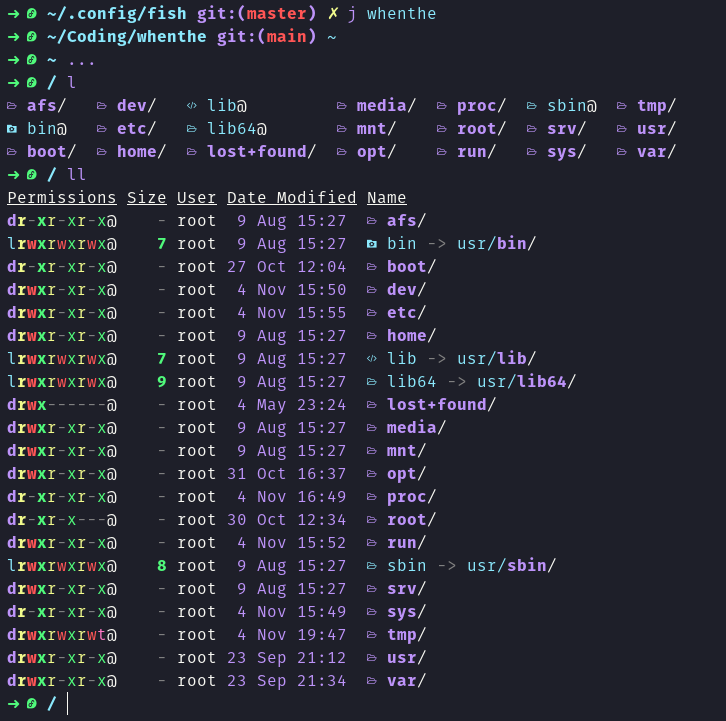 ➜ ~/.config/fish git:(master) ✗ j whenthe
➜ ~/Coding/whenthe git:(main) ~
➜ ~ ...
➜ / l
afs/ dev/ lib@ media/ proc/ sbin@ tmp/
bin@ etc/ lib64@ mnt/ root/ srv/ usr/
boot/ home/ lost+found/ opt/ run/ sys/ var/
➜ / ll
Permissions Size User Date Modified Name
dr-xr-xr-x@ - root 9 Aug 15:27 afs/
lrwxrwxrwx@ 7 root 9 Aug 15:27 bin -> usr/bin/
dr-xr-xr-x@ - root 27 Oct 12:04 boot/
drwxr-xr-x@ - root 4 Nov 15:50 dev/
drwxr-xr-x@ - root 4 Nov 15:55 etc/
drwxr-xr-x@ - root 9 Aug 15:27 home/
lrwxrwxrwx@ 7 root 9 Aug 15:27 lib -> usr/lib/
lrwxrwxrwx@ 9 root 9 Aug 15:27 lib64 -> usr/lib64/
drwx------@ - root 4 May 23:24 lost+found/
drwxr-xr-x@ - root 9 Aug 15:27 media/
drwxr-xr-x@ - root 9 Aug 15:27 mnt/
drwxr-xr-x@ - root 31 Oct 16:37 opt/
dr-xr-xr-x@ - root 4 Nov 16:49 proc/
dr-xr-x---@ - root 30 Oct 12:34 root/
drwxr-xr-x@ - root 4 Nov 15:52 run/
lrwxrwxrwx@ 8 root 9 Aug 15:27 sbin -> usr/sbin/
drwxr-xr-x@ - root 9 Aug 15:27 srv/
dr-xr-xr-x@ - root 4 Nov 15:49 sys/
drwxrwxrwt@ - root 4 Nov 19:47 tmp/
drwxr-xr-x@ - root 23 Sep 21:12 usr/
drwxr-xr-x@ - root 23 Sep 21:34 var/
➜ /